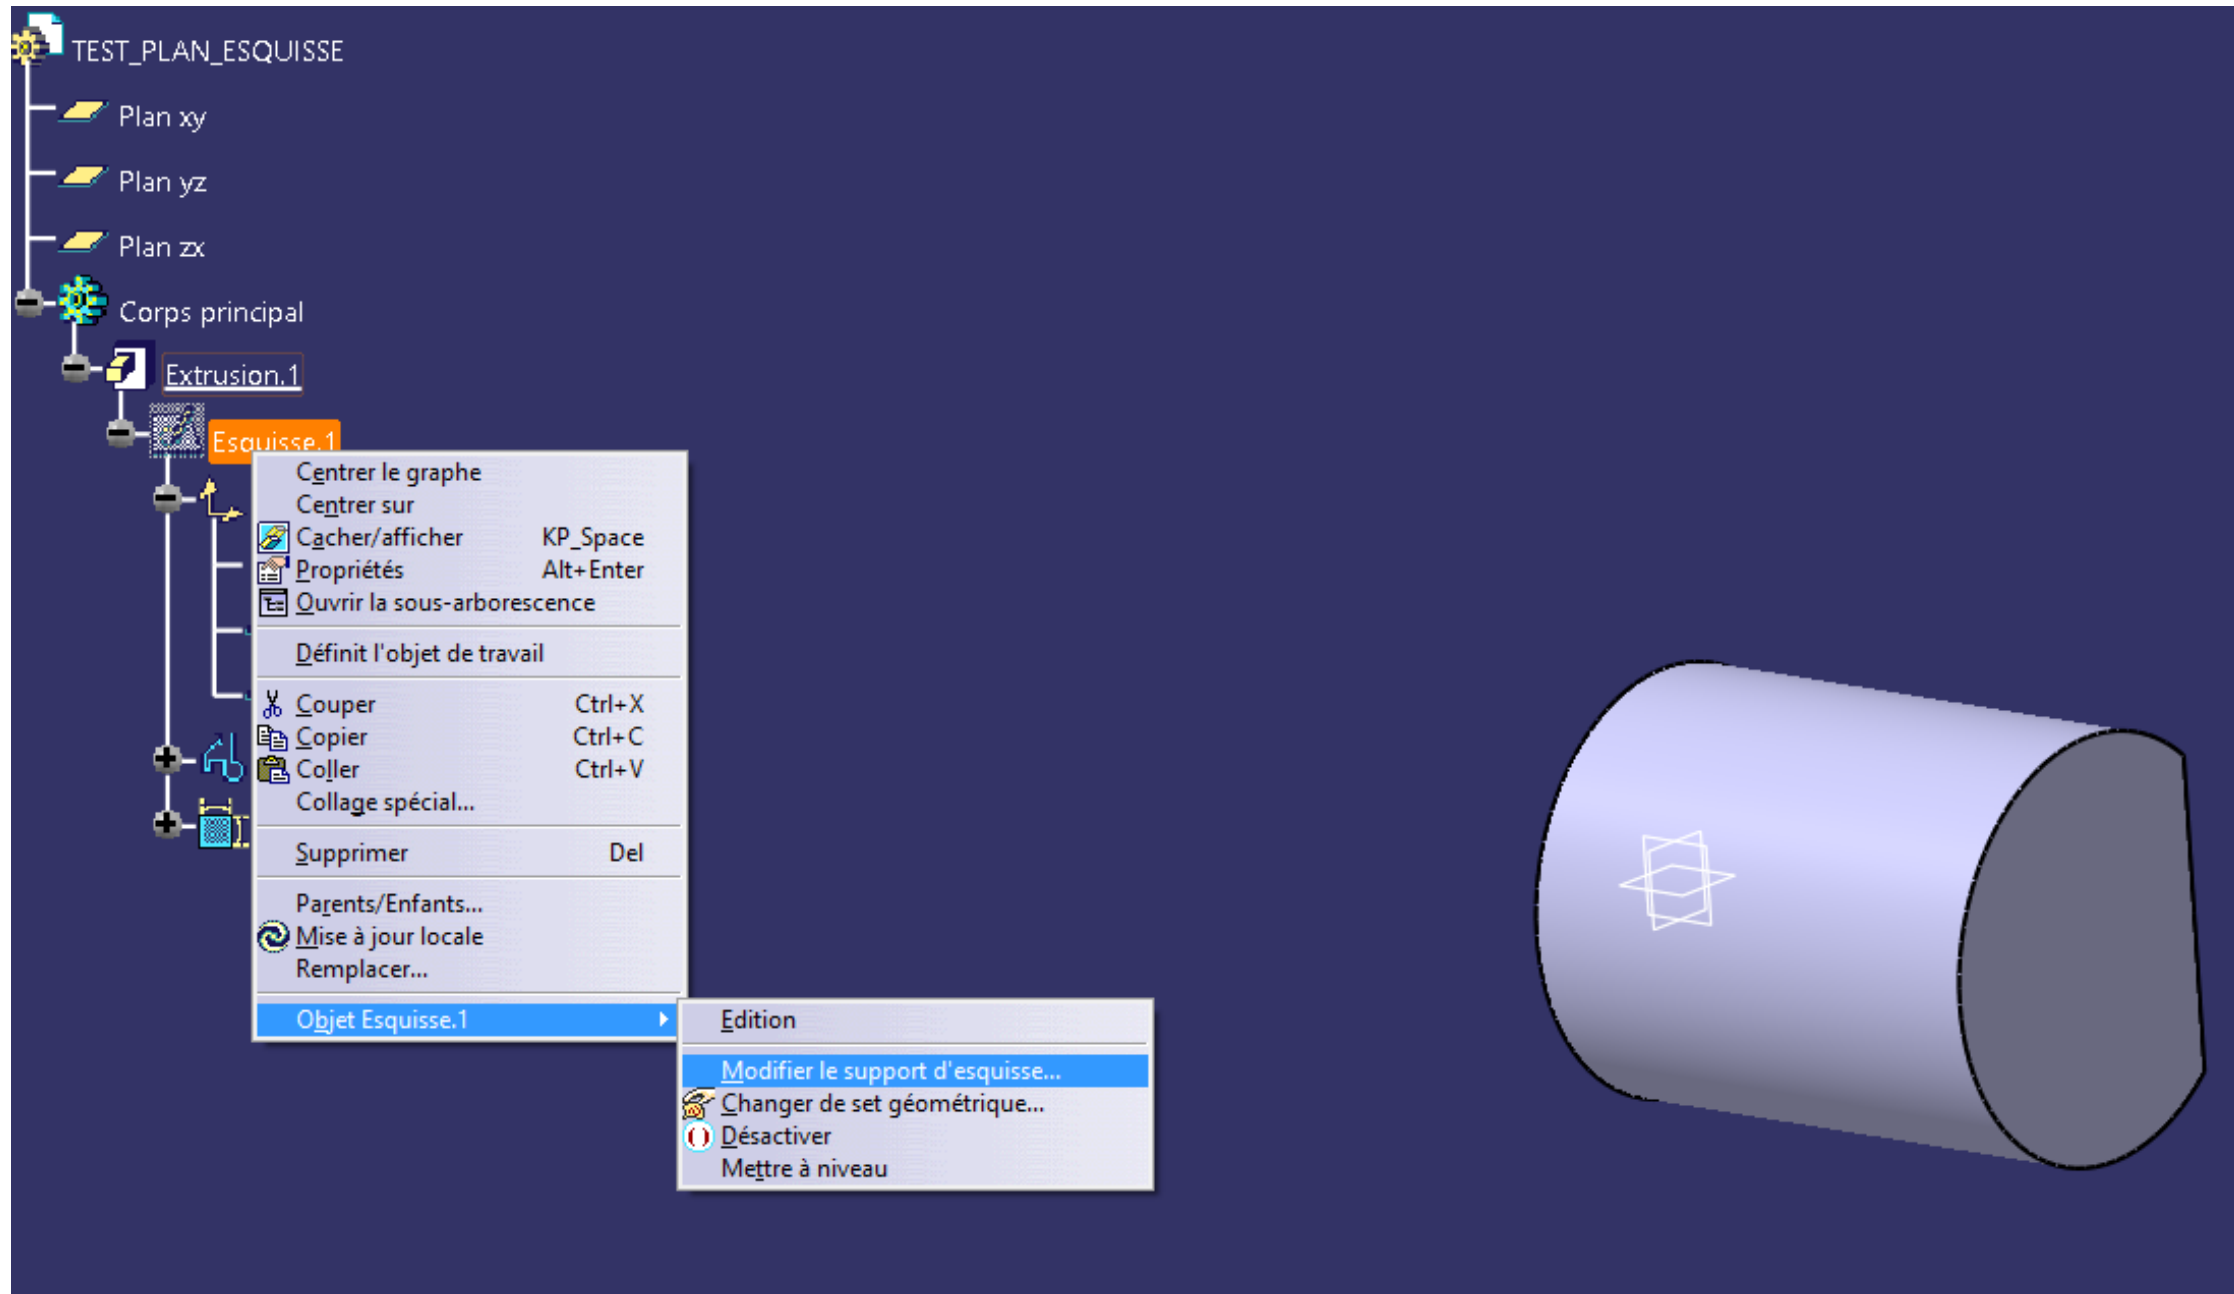 TEST_PLAN_ESQUISSE
Plan xy
Plan yz
Plan zx
Corps principal
Extrusion.1
Esquisse.1
Centrer le graphe
Centrer sur
Cacher/afficher KP_Space
Propriétés Alt+Enter
Ouvrir la sous-arborescence
Définit l'objet de travail
Couper Ctrl+X
Copier Ctrl+C
Coller Ctrl+V
Collage spécial...
Supprimer Del
Parents/Enfants...
Mise à jour locale
Remplacer...
Objet Esquisse.1
Edition
Modifier le support d'esquisse...
Changer de set géométrique...
Désactiver
Mettre à niveau